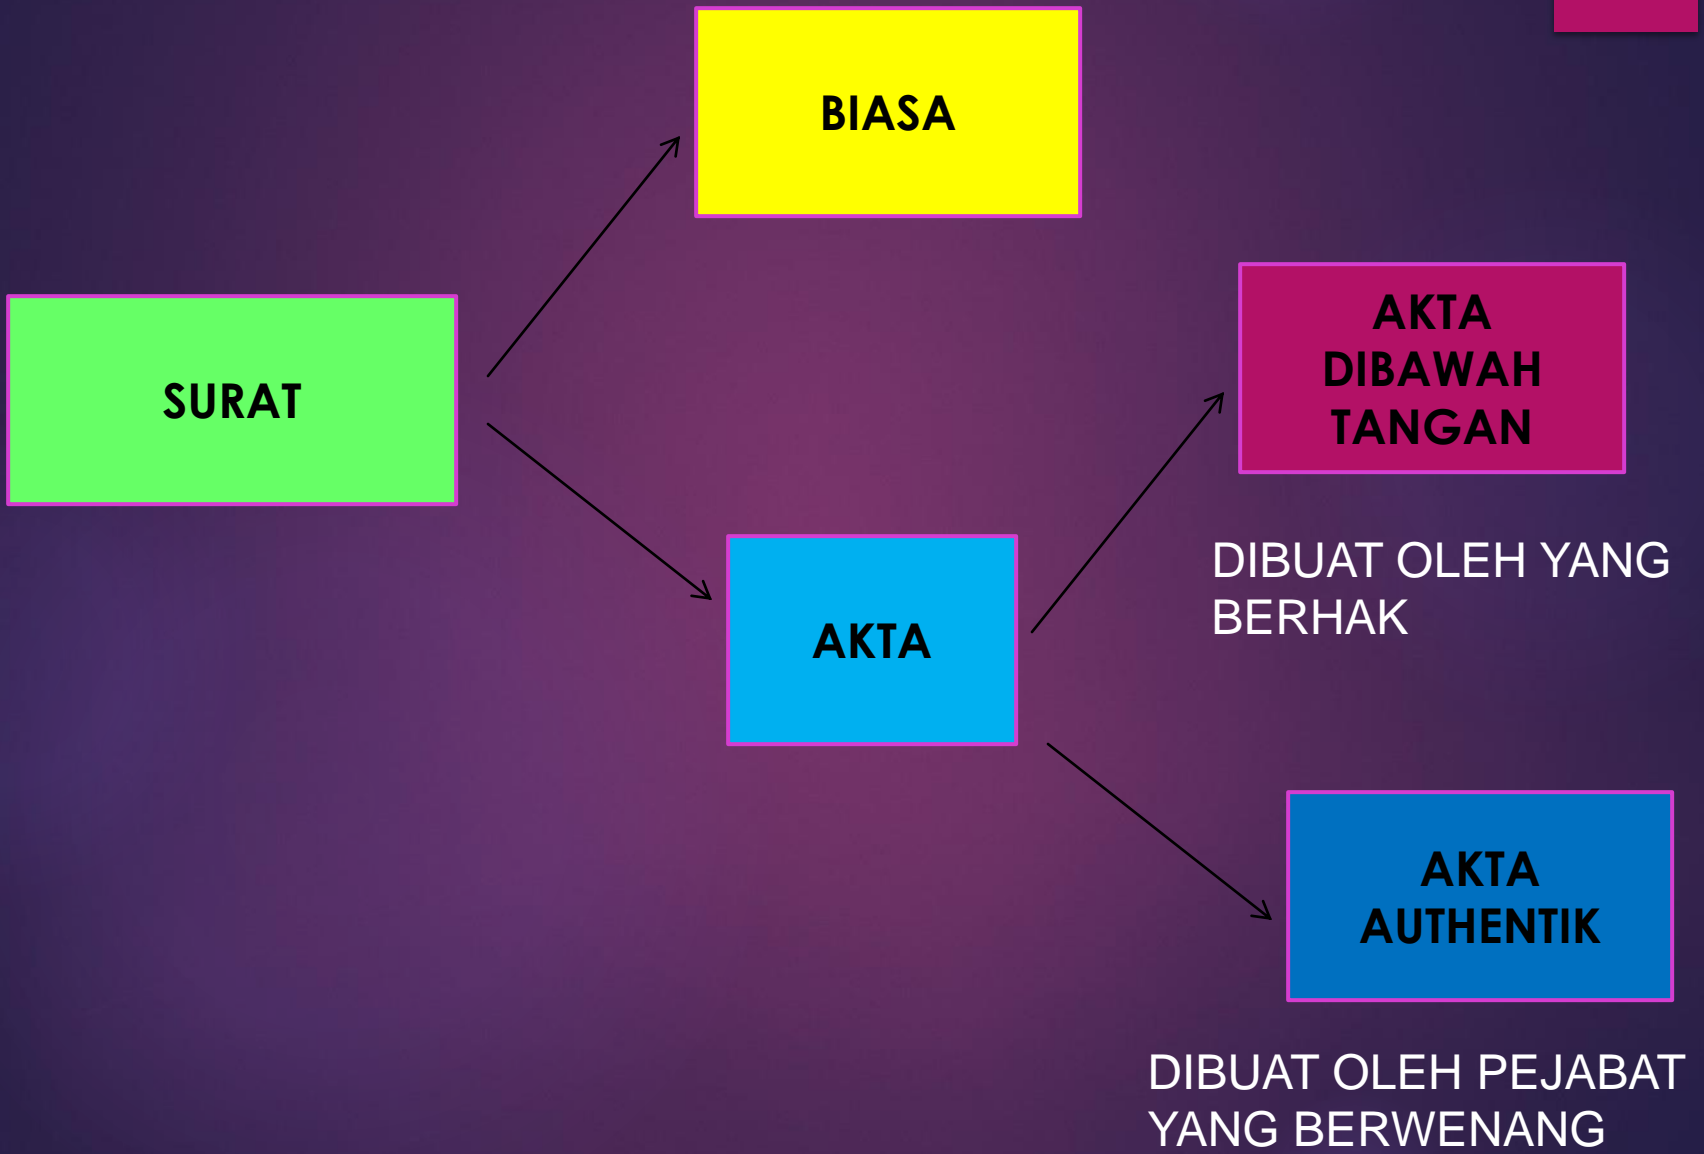 BIASA
SURAT
AKTA
DIBAWAH
TANGAN
DIBUAT OLEH YANG
BERHAK
AKTA
AKTA
AUTHENTIK
DIBUAT OLEH PEJABAT
YANG BERWENANG